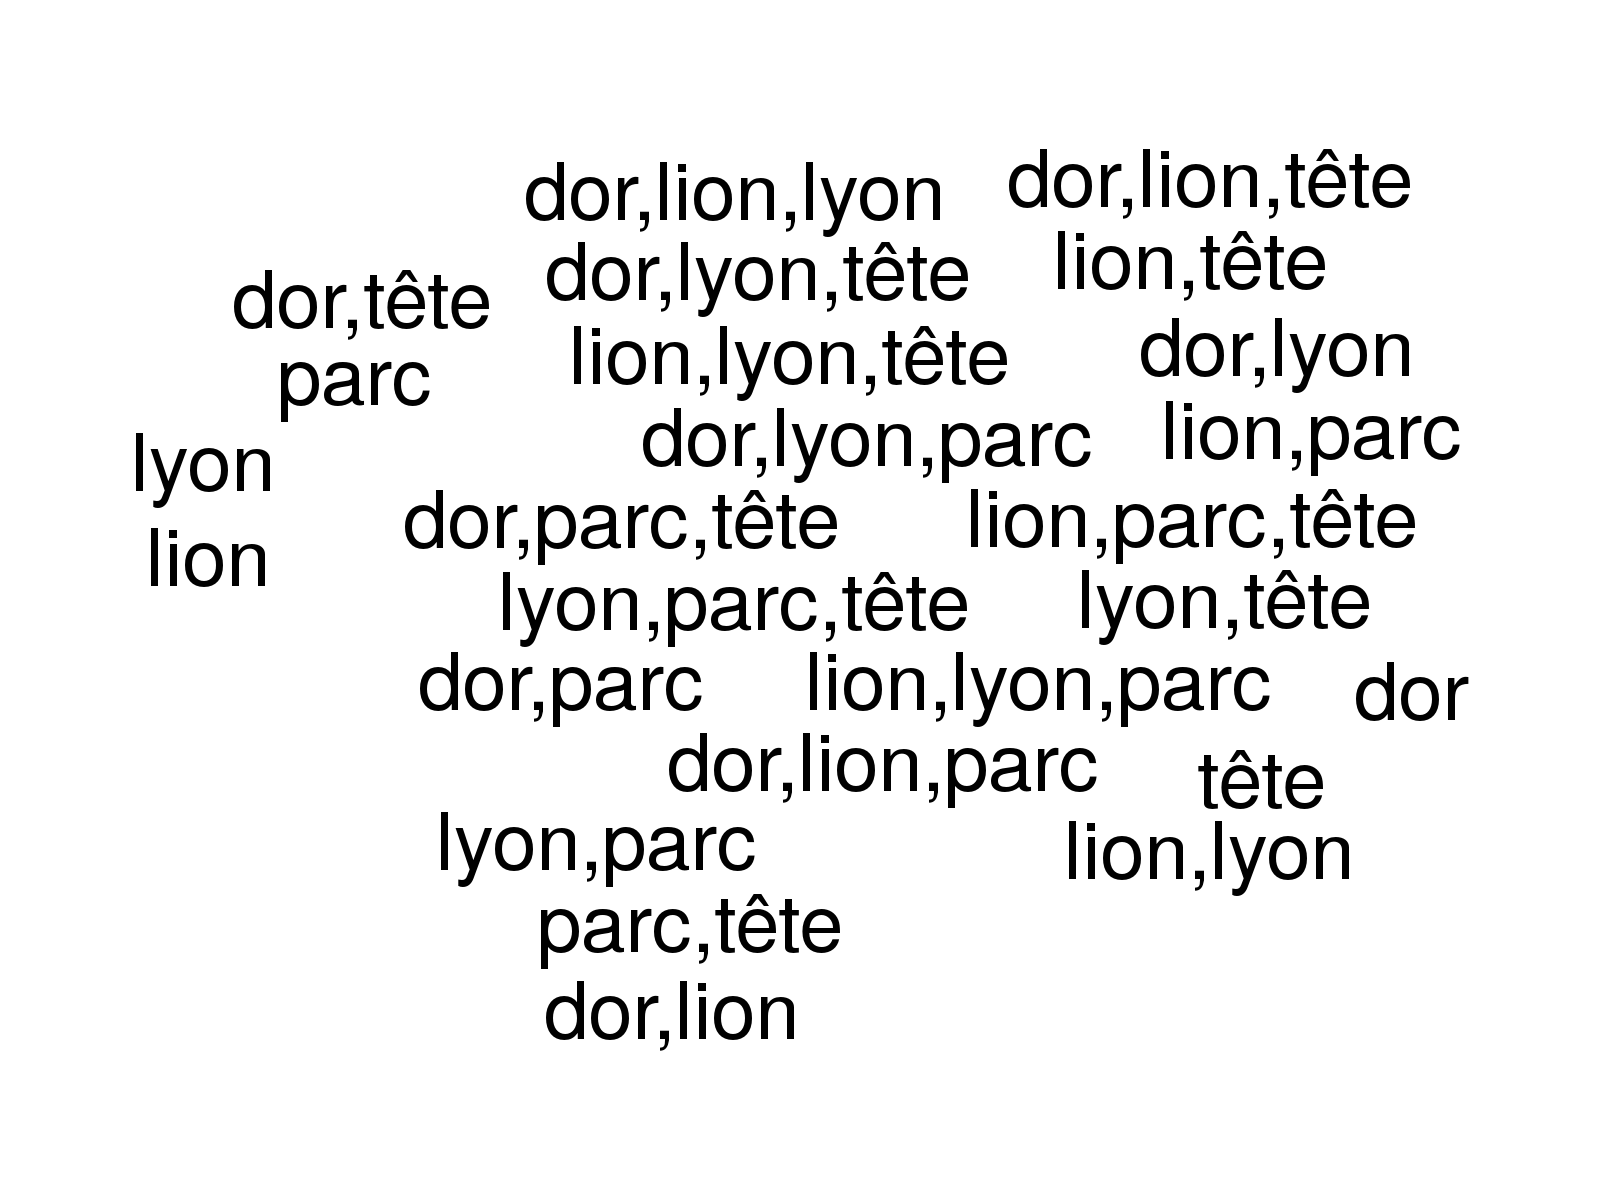 dor,lion,lyon
dor,lion,tête
dor,lyon,tête
lion,tête
dor,tête
lion,lyon,tête
dor,lyon
parc
dor,lyon,parc
lion,parc
lyon
dor,parc,tête
lion,parc,tête
lion
lyon,parc,tête
lyon,tête
dor,parc
lion,lyon,parc
dor
dor,lion,parc
tête
lyon,parc
lion,lyon
parc,tête
dor,lion